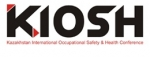 KIOSH
Kazakhstan International Occupational Safety & Health Conference